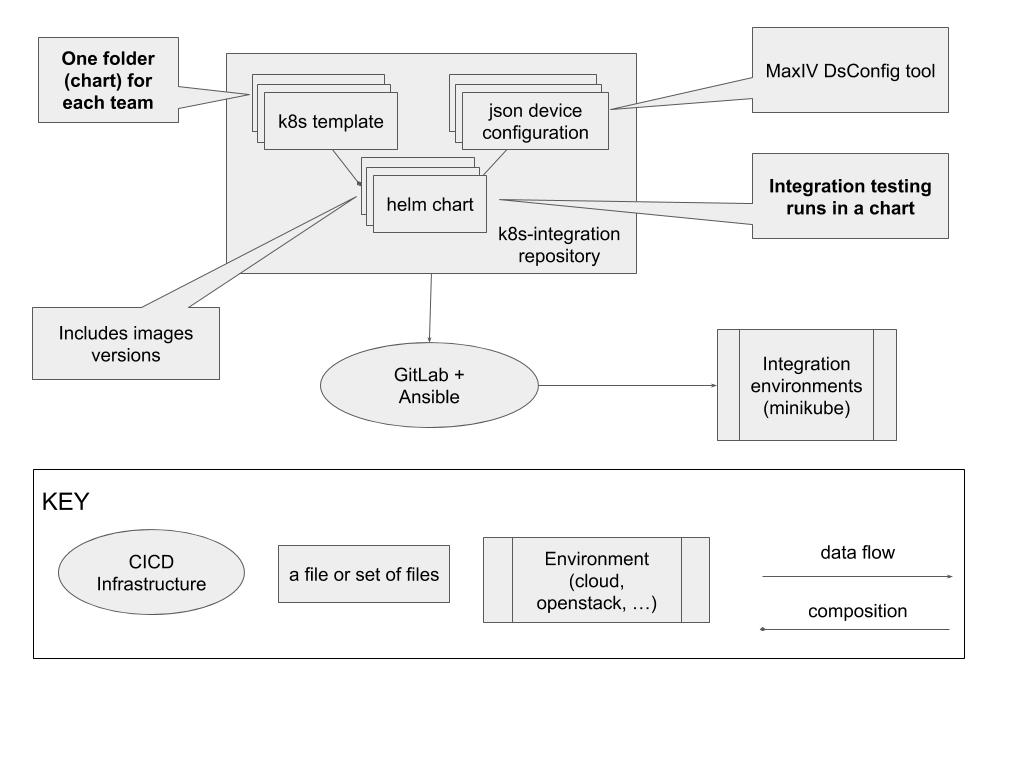 One folder
(chart) for
each team
k8s template
json device
configuration
MaxIV DsConfig tool
helm chart
Integration testing
runs in a chart
k8s-integration
repository
Includes images
versions
GitLab +
Ansible
Integration
environments
(minikube)
KEY
CICD
Infrastructure
a file or set of files
Environment
(cloud,
openstack, …)
data flow
composition